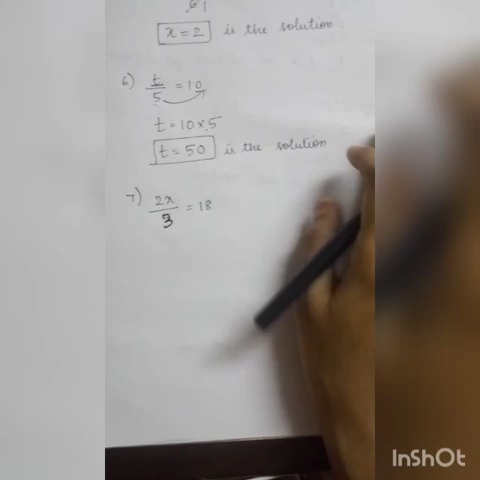 x = 2 is the solution.
6) t/5 = 10
t = 10 × 5
t = 50 is the solution
7) 2x/3 = 18
InShOt